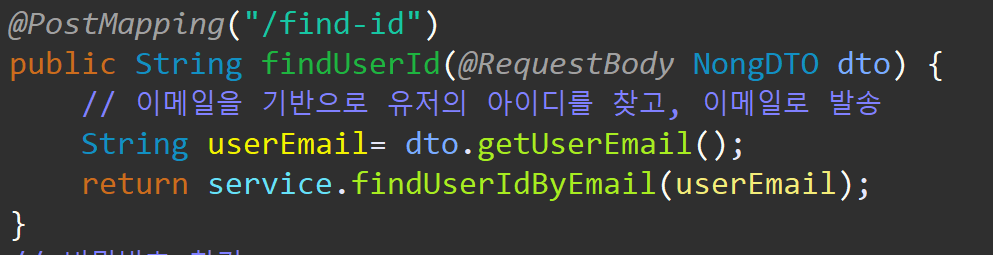 @PostMapping("/find-id")
public String findUserId(@RequestBody NongDTO dto) {
// 이메일을 기반으로 유저의 아이디를 찾고, 이메일로 발송
String userEmail= dto.getUserEmail();
return service.findUserIdByEmail(userEmail);
}
//